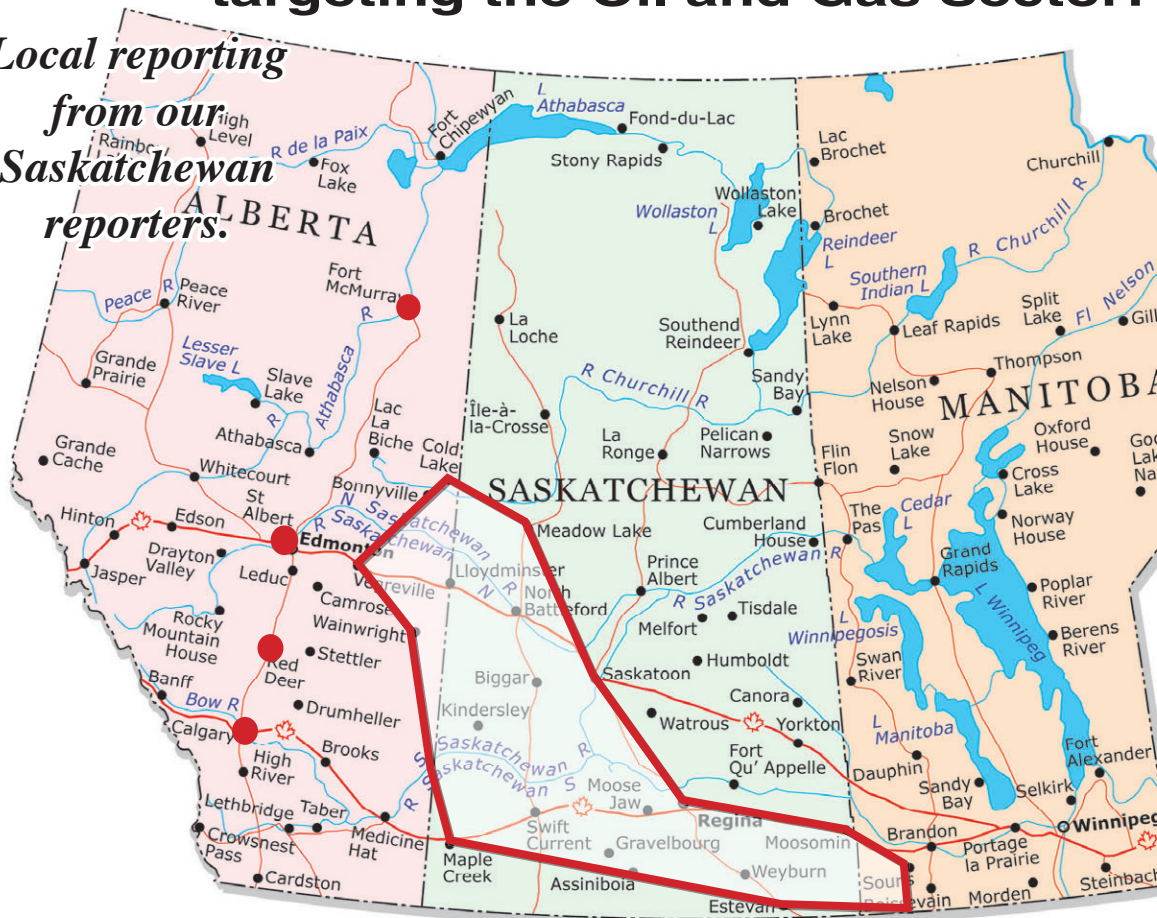 targeting the Oil and Gas Sector.
Local reporting
from our
Saskatchewan
reporters.
High
Level
R de la Paix
Fox
Lake
Fort
Chipewyan
L
Athabasca
Fond-du-Lac
Stony Rapids
Lac
Brochet
Churchill
ALBERTA
Wollaston
Lake
Wollaston
L
Brochet
Reindeer
L
R Churchill R
Southern
Indian L
Fort
McMurray
Peace R
Peace
River
R
Athabasca
R
La
Loche
Southend
Reindeer
Lynn
Lake
Leaf Rapids
Split
Lake
Fl Nelson
Gill
Lesser
Slave L
Slave
Lake
Grande
Prairie
Thompson
R Churchill R
Sandy
Bay
Nelson
House
MANITOBA
Île-à-
la-Crosse
Lac
La
Biche
Cold
Lake
Athabasca
La
Ronge
Pelican
Narrows
Flin
Flon
Snow
Lake
Oxford
House
Grande
Cache
Whitecourt
Bonnyville
SASKATCHEWAN
Cross
Lake
Cedar
L
The
Pas
Norway
House
St
Albert
Hinton
Edson
Edmonton
N Saskatchewan
R Saskatchewan
R
N
Meadow Lake
Cumberland
House
Grand
Rapids
Jasper
Drayton
Valley
Leduc
Vegreville
Lloydminster
North
Battleford
Prince
Albert
R Saskatchewan R
L Winnipeg
Poplar
River
Camrose
Rocky
Mountain
House
Wainwright
Melfort
Tisdale
L
Winnipegosis
Berens
River
Red
Deer
Stettler
Humboldt
Swan
River
Banff
Bow R
Drumheller
Biggar
Saskatoon
Canora
Calgary
Kindersley
Watrous
Yorkton
L
Manitoba
High
River
Brooks
S Saskatchewan R
R Saskatchewan S
Fort
Qu' Appelle
Dauphin
Fort
Alexander
Moose
Jaw
Sandy
Bay
Selkirk
Lethbridge
Taber
Medicine
Hat
Swift
Current
Regina
Gravelbourg
Moosomin
Brandon
Portage
la Prairie
Winnipeg
Crowsnest
Pass
Maple
Creek
Weyburn
Assiniboia
Souris
Boissevain
Morden
Steinbach
Cardston
Estevan